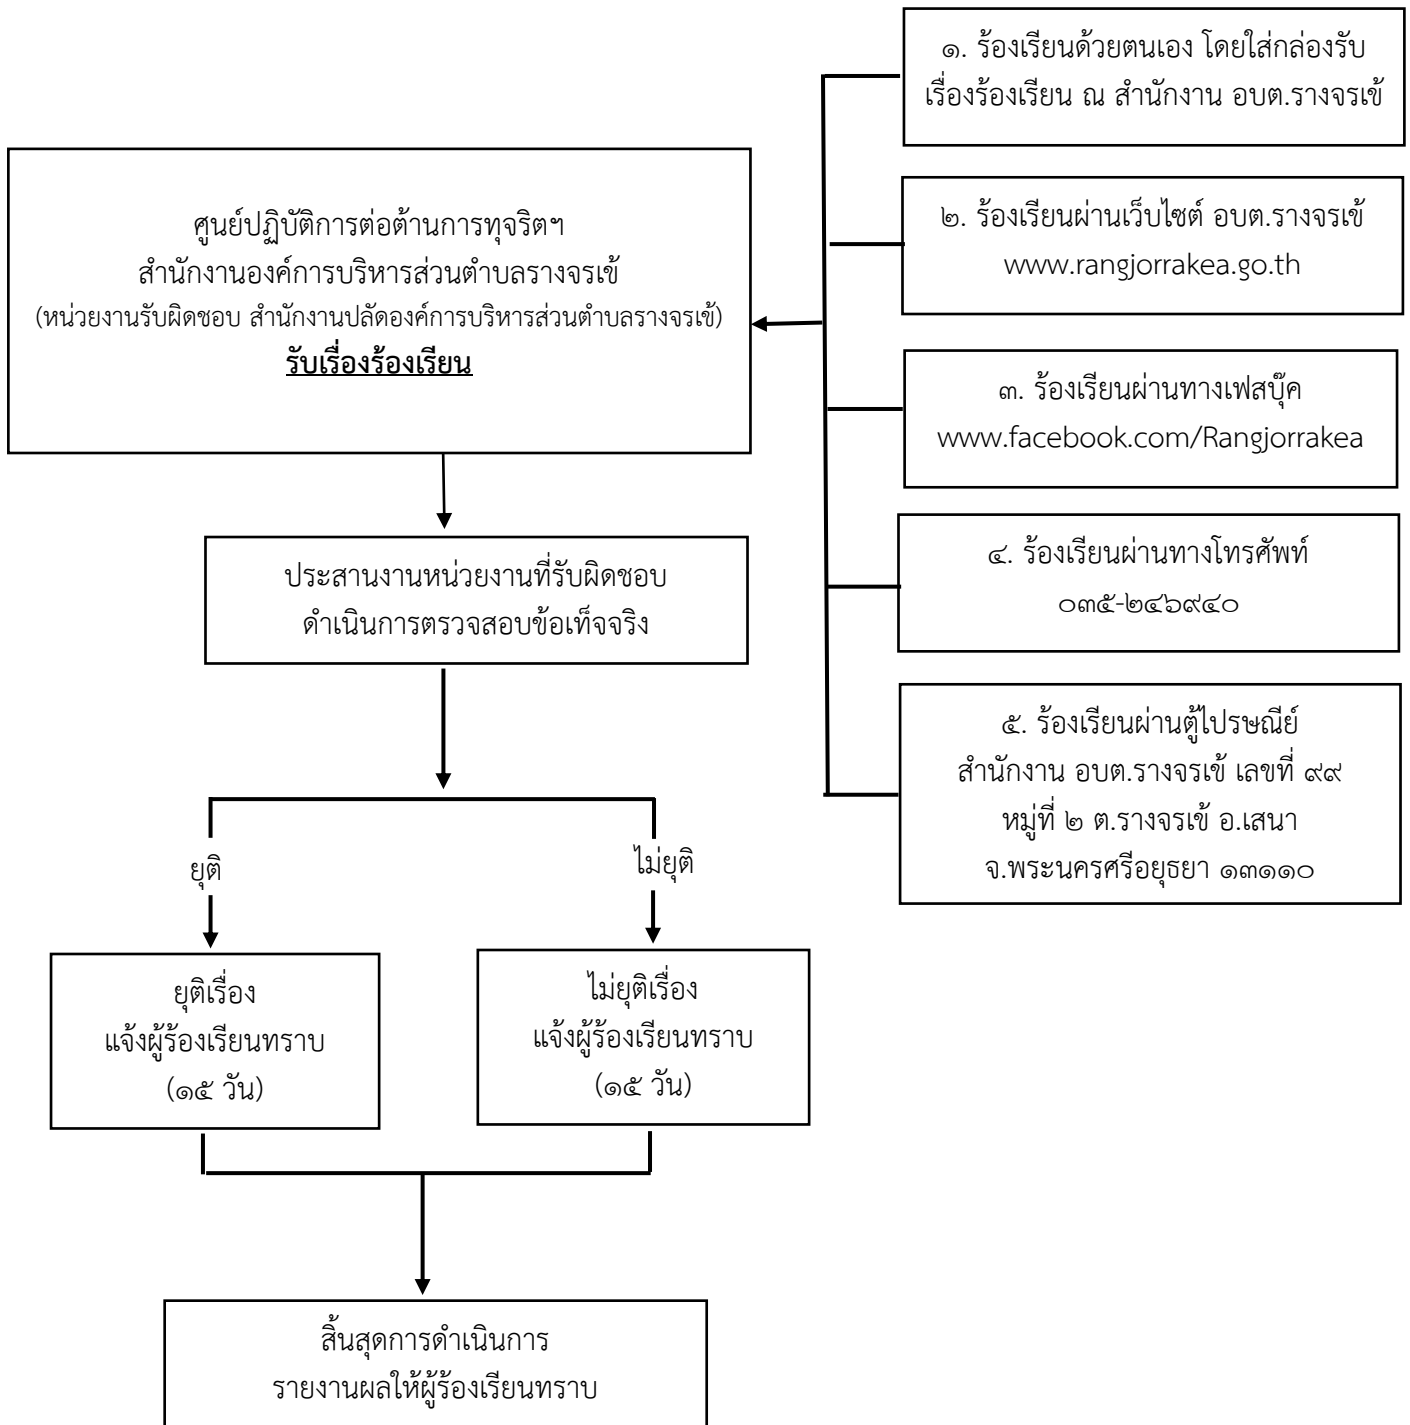 ๑. ร้องเรียนด้วยตนเอง โดยใส่กล่องรับ
เรื่องร้องเรียน ณ สำนักงาน อบต.รางจรเข้
ศูนย์ปฏิบัติการต่อต้านการทุจริตฯ
สำนักงานองค์การบริหารส่วนตำบลรางจรเข้
(หน่วยงานรับผิดชอบ สำนักงานปลัดองค์การบริหารส่วนตำบลรางจรเข้)
รับเรื่องร้องเรียน
๒. ร้องเรียนผ่านเว็บไซต์ อบต.รางจรเข้
www.rangjorrakea.go.th
๓. ร้องเรียนผ่านทางเฟสบุ๊ค
www.facebook.com/Rangjorrakea
๔. ร้องเรียนผ่านทางโทรศัพท์
๐๓๕-๒๔๖๙๔๐
๕. ร้องเรียนผ่านตู้ไปรษณีย์
สำนักงาน อบต.รางจรเข้ เลขที่ ๙๙
หมู่ที่ ๒ ต.รางจรเข้ อ.เสนา
จ.พระนครศรีอยุธยา ๑๓๑๑๐
ประสานงานหน่วยงานที่รับผิดชอบ
ดำเนินการตรวจสอบข้อเท็จจริง
ยุติ
ไม่ยุติ
ยุติเรื่อง
แจ้งผู้ร้องเรียนทราบ
(๑๕ วัน)
ไม่ยุติเรื่อง
แจ้งผู้ร้องเรียนทราบ
(๑๕ วัน)
สิ้นสุดการดำเนินการ
รายงานผลให้ผู้ร้องเรียนทราบ